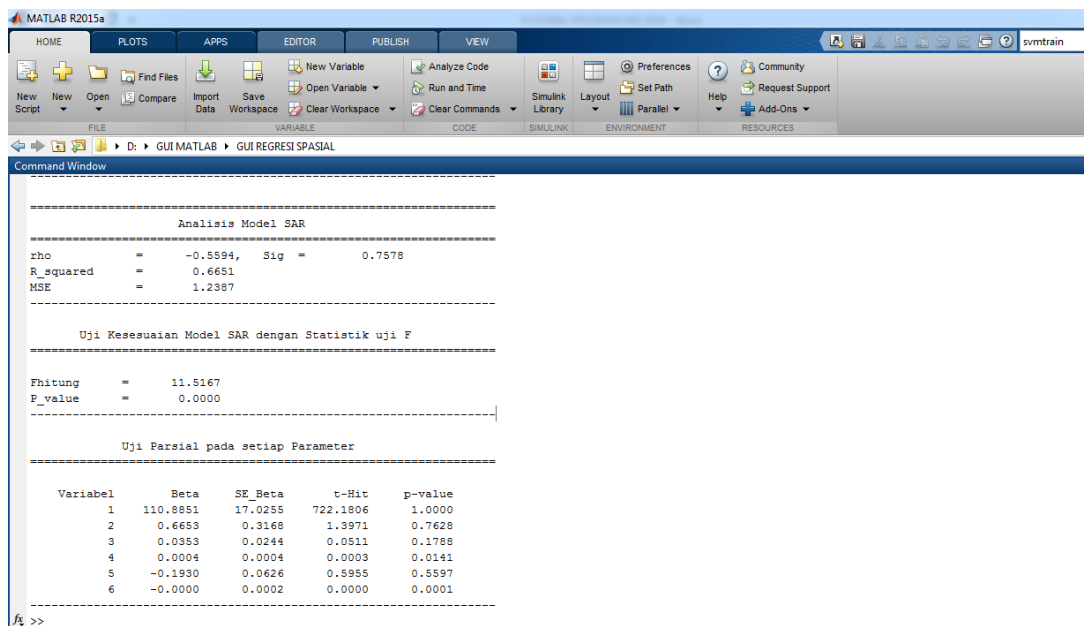 MATLAB R2015a
HOME PLOTS APPS EDITOR PUBLISH VIEW svmtrain
New Script New Open Find Files Compare Import Data Save Workspace New Variable Open Variable Clear Workspace Analyze Code Run and Time Clear Commands Simulink Library Layout Preferences Set Path Parallel Help Community Request Support Add-Ons
FILE VARIABLE CODE SIMULINK ENVIRONMENT RESOURCES
D: GUI MATLAB GUI REGRESI SPASIAL
Command Window
------------------------------------------------------------------
==================================================================
Analisis Model SAR
==================================================================
rho = -0.5594, Sig = 0.7578
R_squared = 0.6651
MSE = 1.2387
------------------------------------------------------------------
Uji Kesesuaian Model SAR dengan Statistik uji F
==================================================================
Fhitung = 11.5167
P_value = 0.0000
------------------------------------------------------------------
Uji Parsial pada setiap Parameter
==================================================================
Variabel Beta SE_Beta t-Hit p-value
1 110.8851 17.0255 722.1806 1.0000
2 0.6653 0.3168 1.3971 0.7628
3 0.0353 0.0244 0.0511 0.1788
4 0.0004 0.0004 0.0003 0.0141
5 -0.1930 0.0626 0.5955 0.5597
6 -0.0000 0.0002 0.0000 0.0001
------------------------------------------------------------------
fx >>